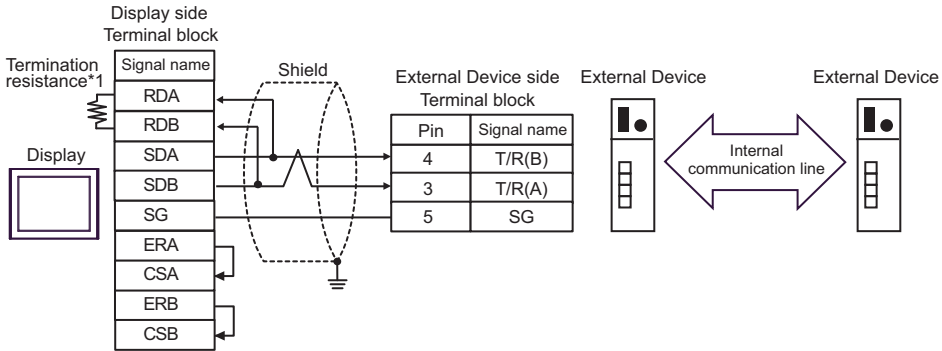 Display side
Terminal block
Termination
resistance*1
Signal name
RDA
RDB
SDA
SDB
SG
ERA
CSA
ERB
CSB
Display
Shield
External Device side
Terminal block
Pin Signal name
4 T/R(B)
3 T/R(A)
5 SG
External Device
Internal
communication line
External Device